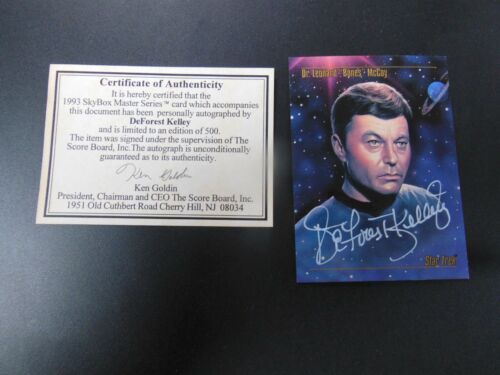 Certificate of Authenticity
It is hereby certified that the
1993 SkyBox Master Series™ card which accompanies
this document has been personally autographed by
DeForest Kelley
and is limited to an edition of 500.
The item was signed under the supervision of The
Score Board, Inc.The autograph is unconditionally
guaranteed as to its authenticity.
Ken Goldin
Ken Goldin
President, Chairman and CEO The Score Board, Inc.
1951 Old Cuthbert Road Cherry Hill, NJ 08034
Dr. Leonard • Bones • McCoy
DeForest Kelley
Star Trek